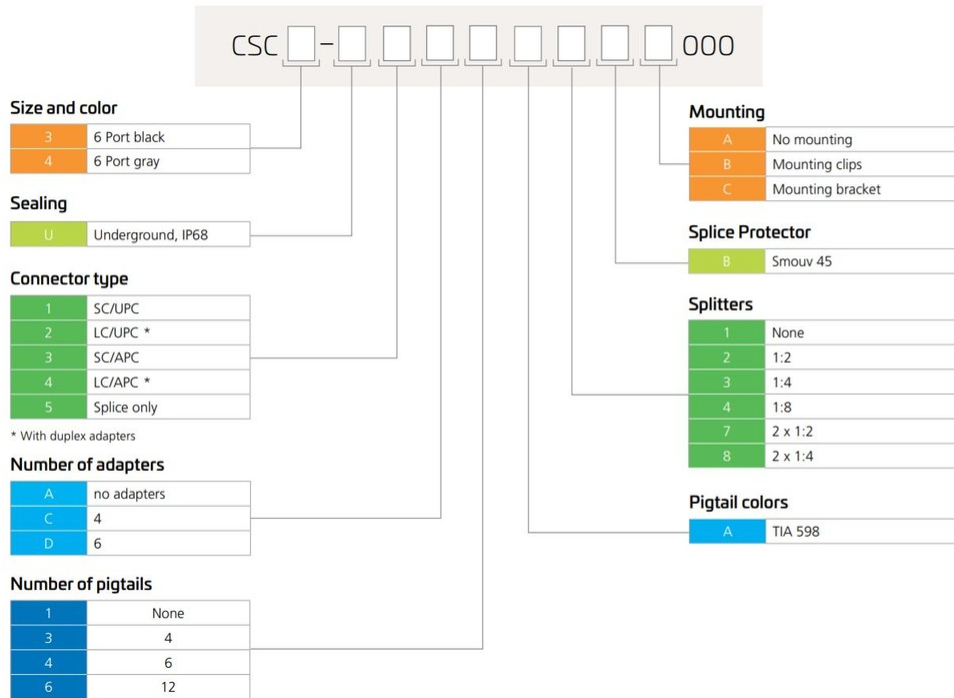 CSC – 000
Size and color
3 6 Port black
4 6 Port gray
Sealing
U Underground, IP68
Connector type
1 SC/UPC
2 LC/UPC *
3 SC/APC
4 LC/APC *
5 Splice only
* With duplex adapters
Number of adapters
A no adapters
C 4
D 6
Number of pigtails
1 None
3 4
4 6
6 12
Mounting
A No mounting
B Mounting clips
C Mounting bracket
Splice Protector
B Smouv 45
Splitters
1 None
2 1:2
3 1:4
4 1:8
7 2 x 1:2
8 2 x 1:4
Pigtail colors
A TIA 598